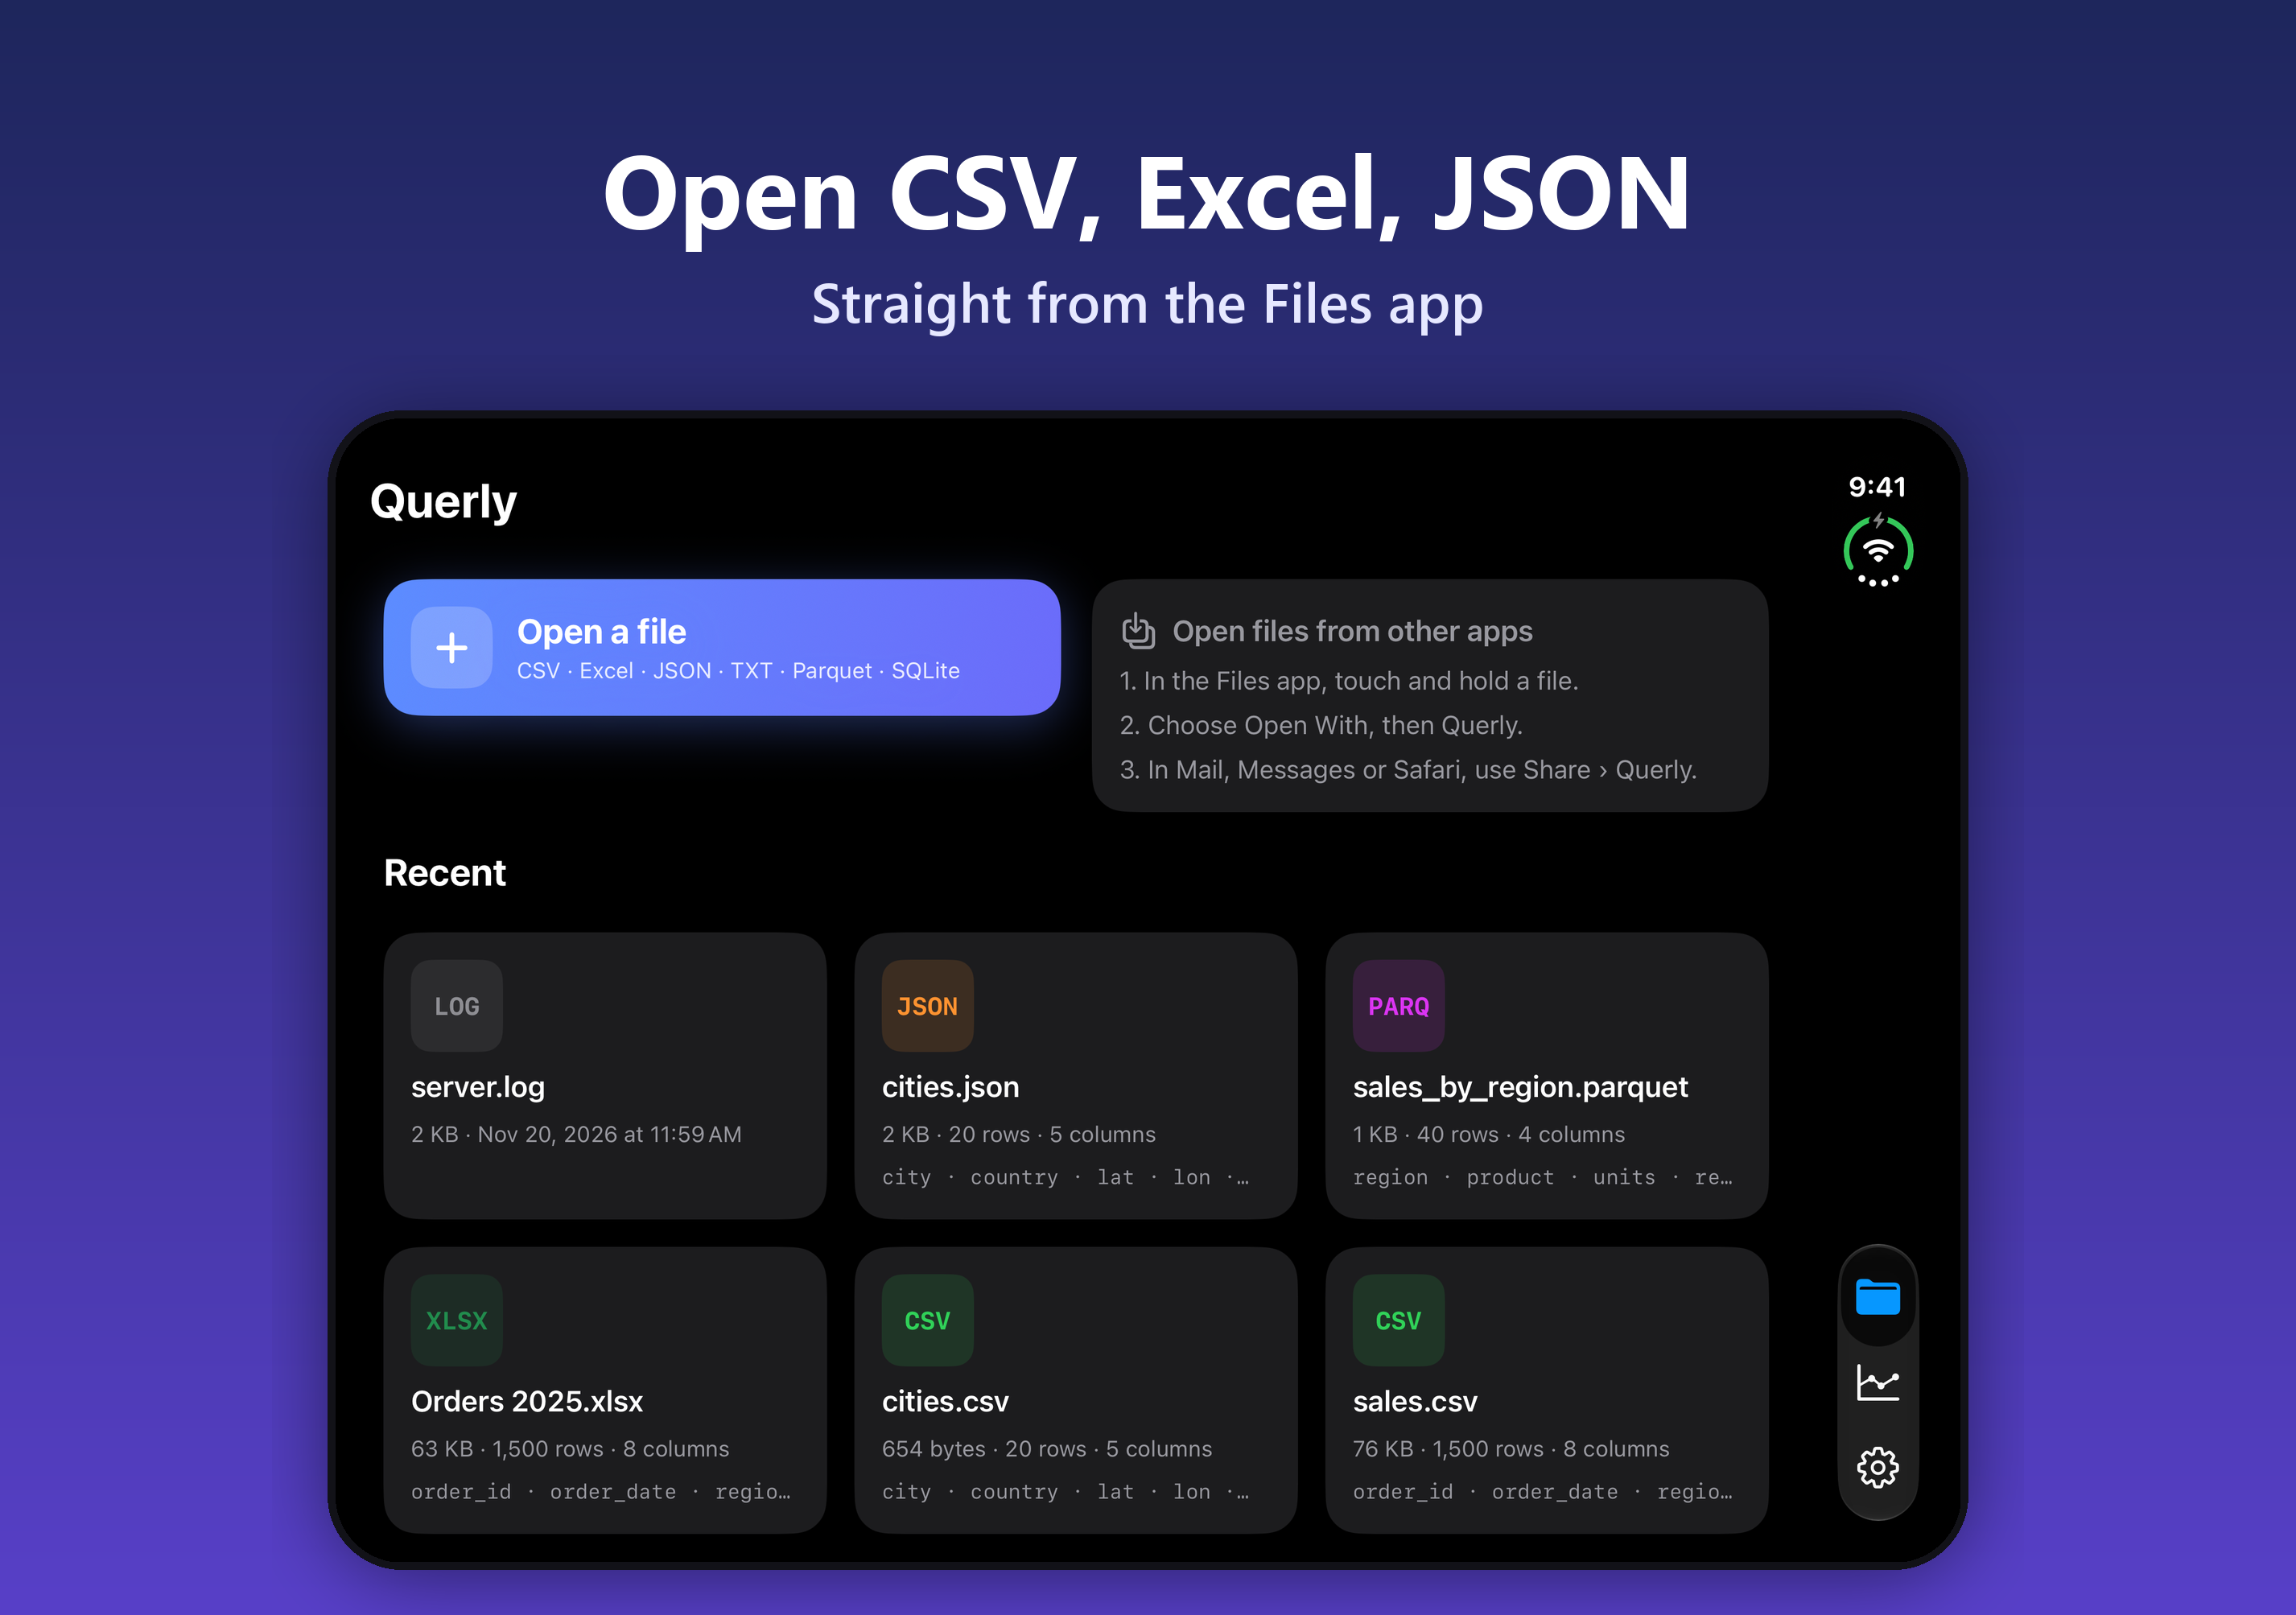 Open CSV, Excel, JSON
Straight from the Files app
Querly
9:41
Open a file
CSV · Excel · JSON · TXT · Parquet · SQLite
Open files from other apps
1. In the Files app, touch and hold a file.
2. Choose Open With, then Querly.
3. In Mail, Messages or Safari, use Share › Querly.
Recent
LOG
server.log
2 KB · Nov 20, 2026 at 11:59 AM
JSON
cities.json
2 KB · 20 rows · 5 columns
city · country · lat · lon ·…
PARQ
sales_by_region.parquet
1 KB · 40 rows · 4 columns
region · product · units · re…
XLSX
Orders 2025.xlsx
63 KB · 1,500 rows · 8 columns
order_id · order_date · regio…
CSV
cities.csv
654 bytes · 20 rows · 5 columns
city · country · lat · lon ·…
CSV
sales.csv
76 KB · 1,500 rows · 8 columns
order_id · order_date · regio…